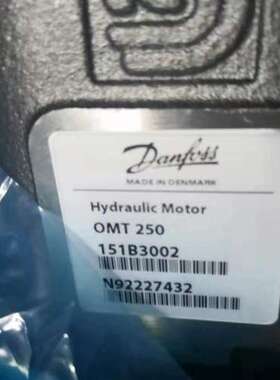 Danfoss
MADE IN DENMARK
Hydraulic Motor
OMT 250
151B3002
N92227432